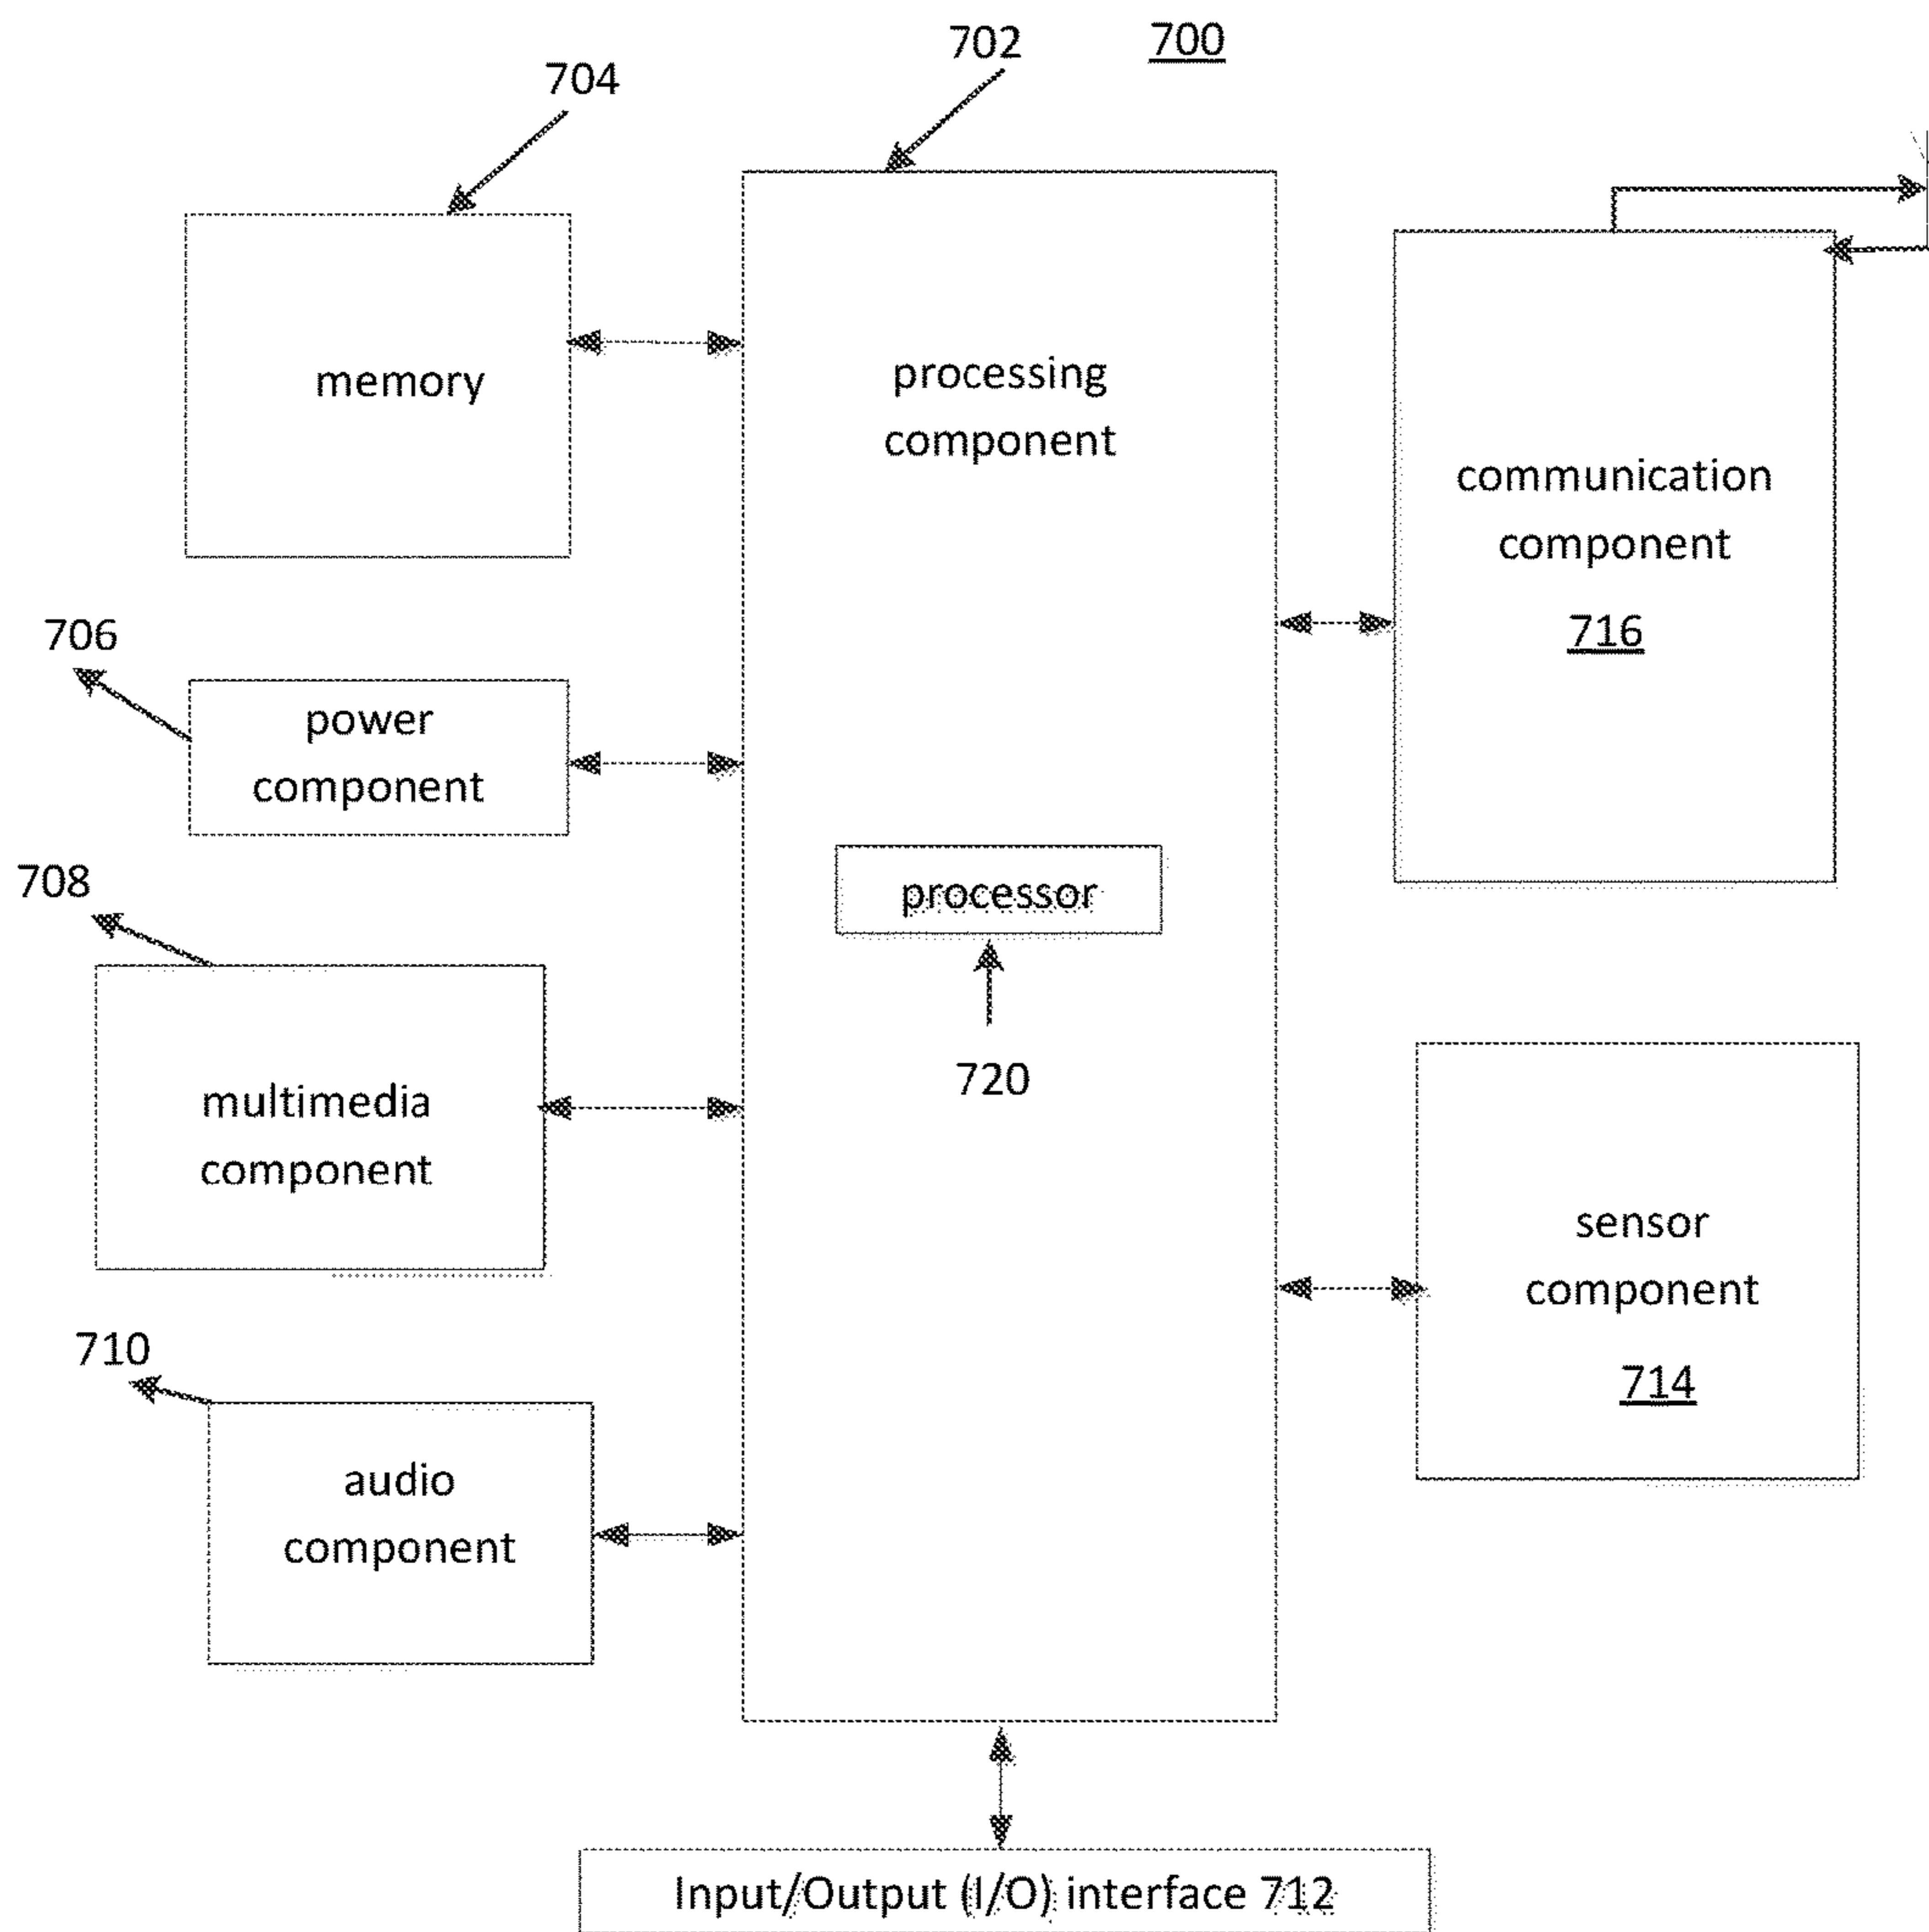 702
700
704
memory
processing
component
communication
component
716
706
power
component
708
processor
720
multimedia
component
sensor
component
714
710
audio
component
Input/Output (I/O) interface 712